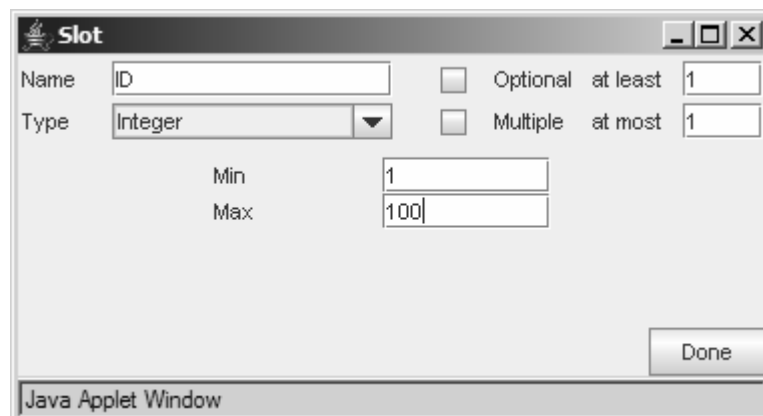 Slot
Name ID Optional at least 1
Type Integer Multiple at most 1
Min 1
Max 100
Done
Java Applet Window